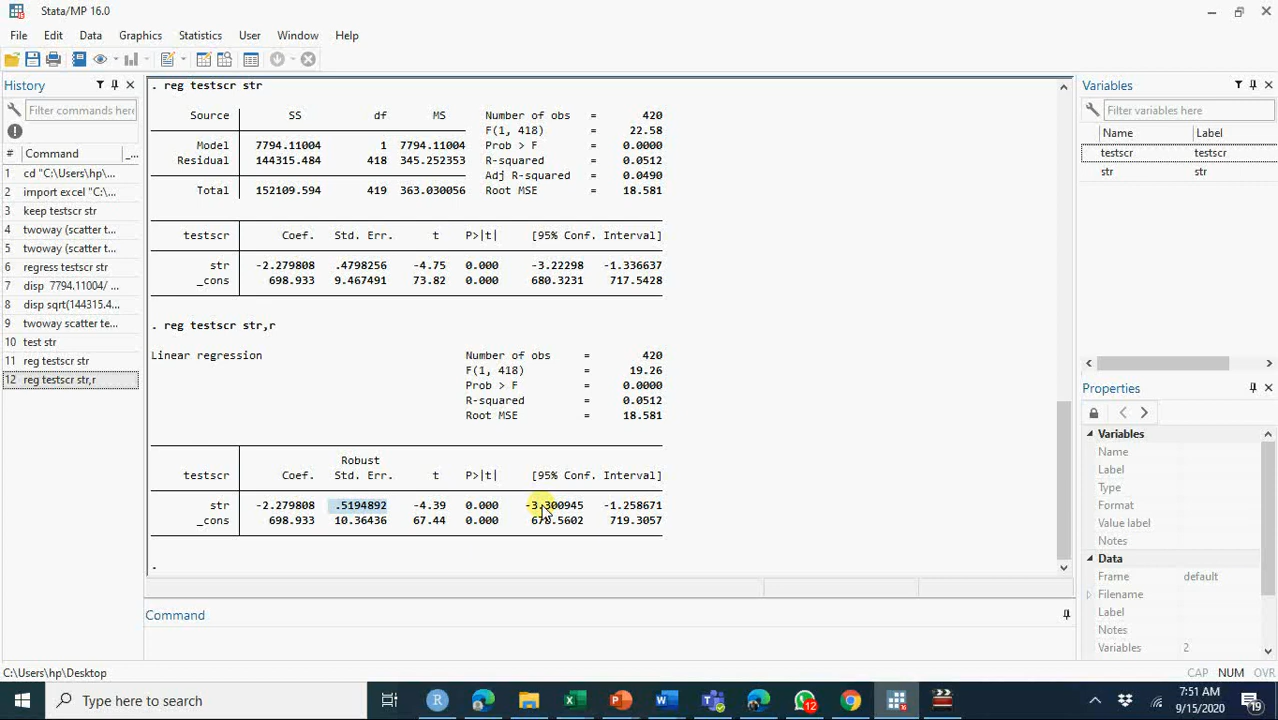 Stata/MP 16.0
File Edit Data Graphics Statistics User Window Help
History
Filter commands here
# Command
1 cd "C:\Users\hp\...
2 import excel "C:\...
3 keep testscr str
4 twoway (scatter t...
5 twoway (scatter t...
6 regress testscr str
7 disp 7794.11004/ ...
8 disp sqrt(144315.4...
9 twoway scatter te...
10 test str
11 reg testscr str
12 reg testscr str,r
. reg testscr str
Source SS df MS Number of obs = 420
F(1, 418) = 22.58
Model 7794.11004 1 7794.11004 Prob > F = 0.0000
Residual 144315.484 418 345.252353 R-squared = 0.0512
Adj R-squared = 0.0490
Total 152109.594 419 363.030056 Root MSE = 18.581
testscr Coef. Std. Err. t P>|t| [95% Conf. Interval]
str -2.279808 .4798256 -4.75 0.000 -3.22298 -1.336637
_cons 698.933 9.467491 73.82 0.000 680.3231 717.5428
. reg testscr str,r
Linear regression Number of obs = 420
F(1, 418) = 19.26
Prob > F = 0.0000
R-squared = 0.0512
Root MSE = 18.581
Robust
testscr Coef. Std. Err. t P>|t| [95% Conf. Interval]
str -2.279808 .5194892 -4.39 0.000 -3.300945 -1.258671
_cons 698.933 10.36436 67.44 0.000 678.5602 719.3057
.
Command
Variables
Filter variables here
Name Label
testscr testscr
str str
Properties
Variables
Name
Label
Type
Format
Value label
Notes
Data
Frame default
Filename
Label
Notes
Variables 2
C:\Users\hp\Desktop
CAP NUM OVR
Type here to search
12
7:51 AM
9/15/2020
19